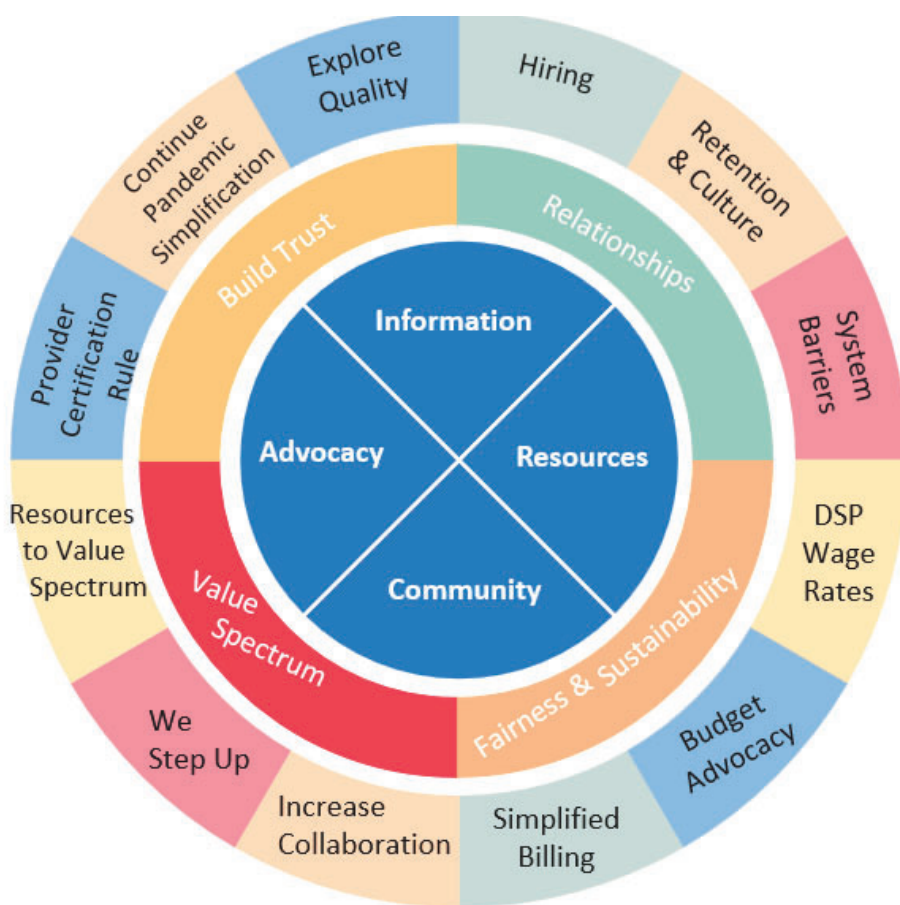 Explore
Quality
Hiring
Retention
& Culture
System
Barriers
DSP
Wage
Rates
Budget
Advocacy
Simplified
Billing
Increase
Collaboration
We
Step Up
Resources
to Value
Spectrum
Provider
Certification
Rule
Continue
Pandemic
Simplification
Build Trust
Relationships
Fairness & Sustainability
Value
Spectrum
Information
Resources
Community
Advocacy